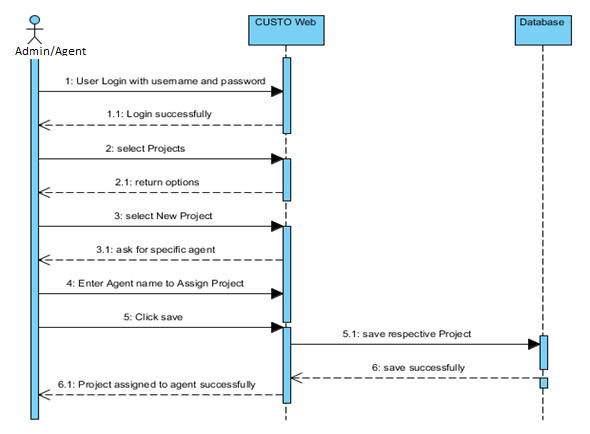 CUSTO Web
Database
Admin/Agent
1: User Login with username and password
1.1: Login successfully
2: select Projects
2.1: return options
3: select New Project
3.1: ask for specific agent
4: Enter Agent name to Assign Project
5: Click save
5.1: save respective Project
6: save successfully
6.1: Project assigned to agent successfully